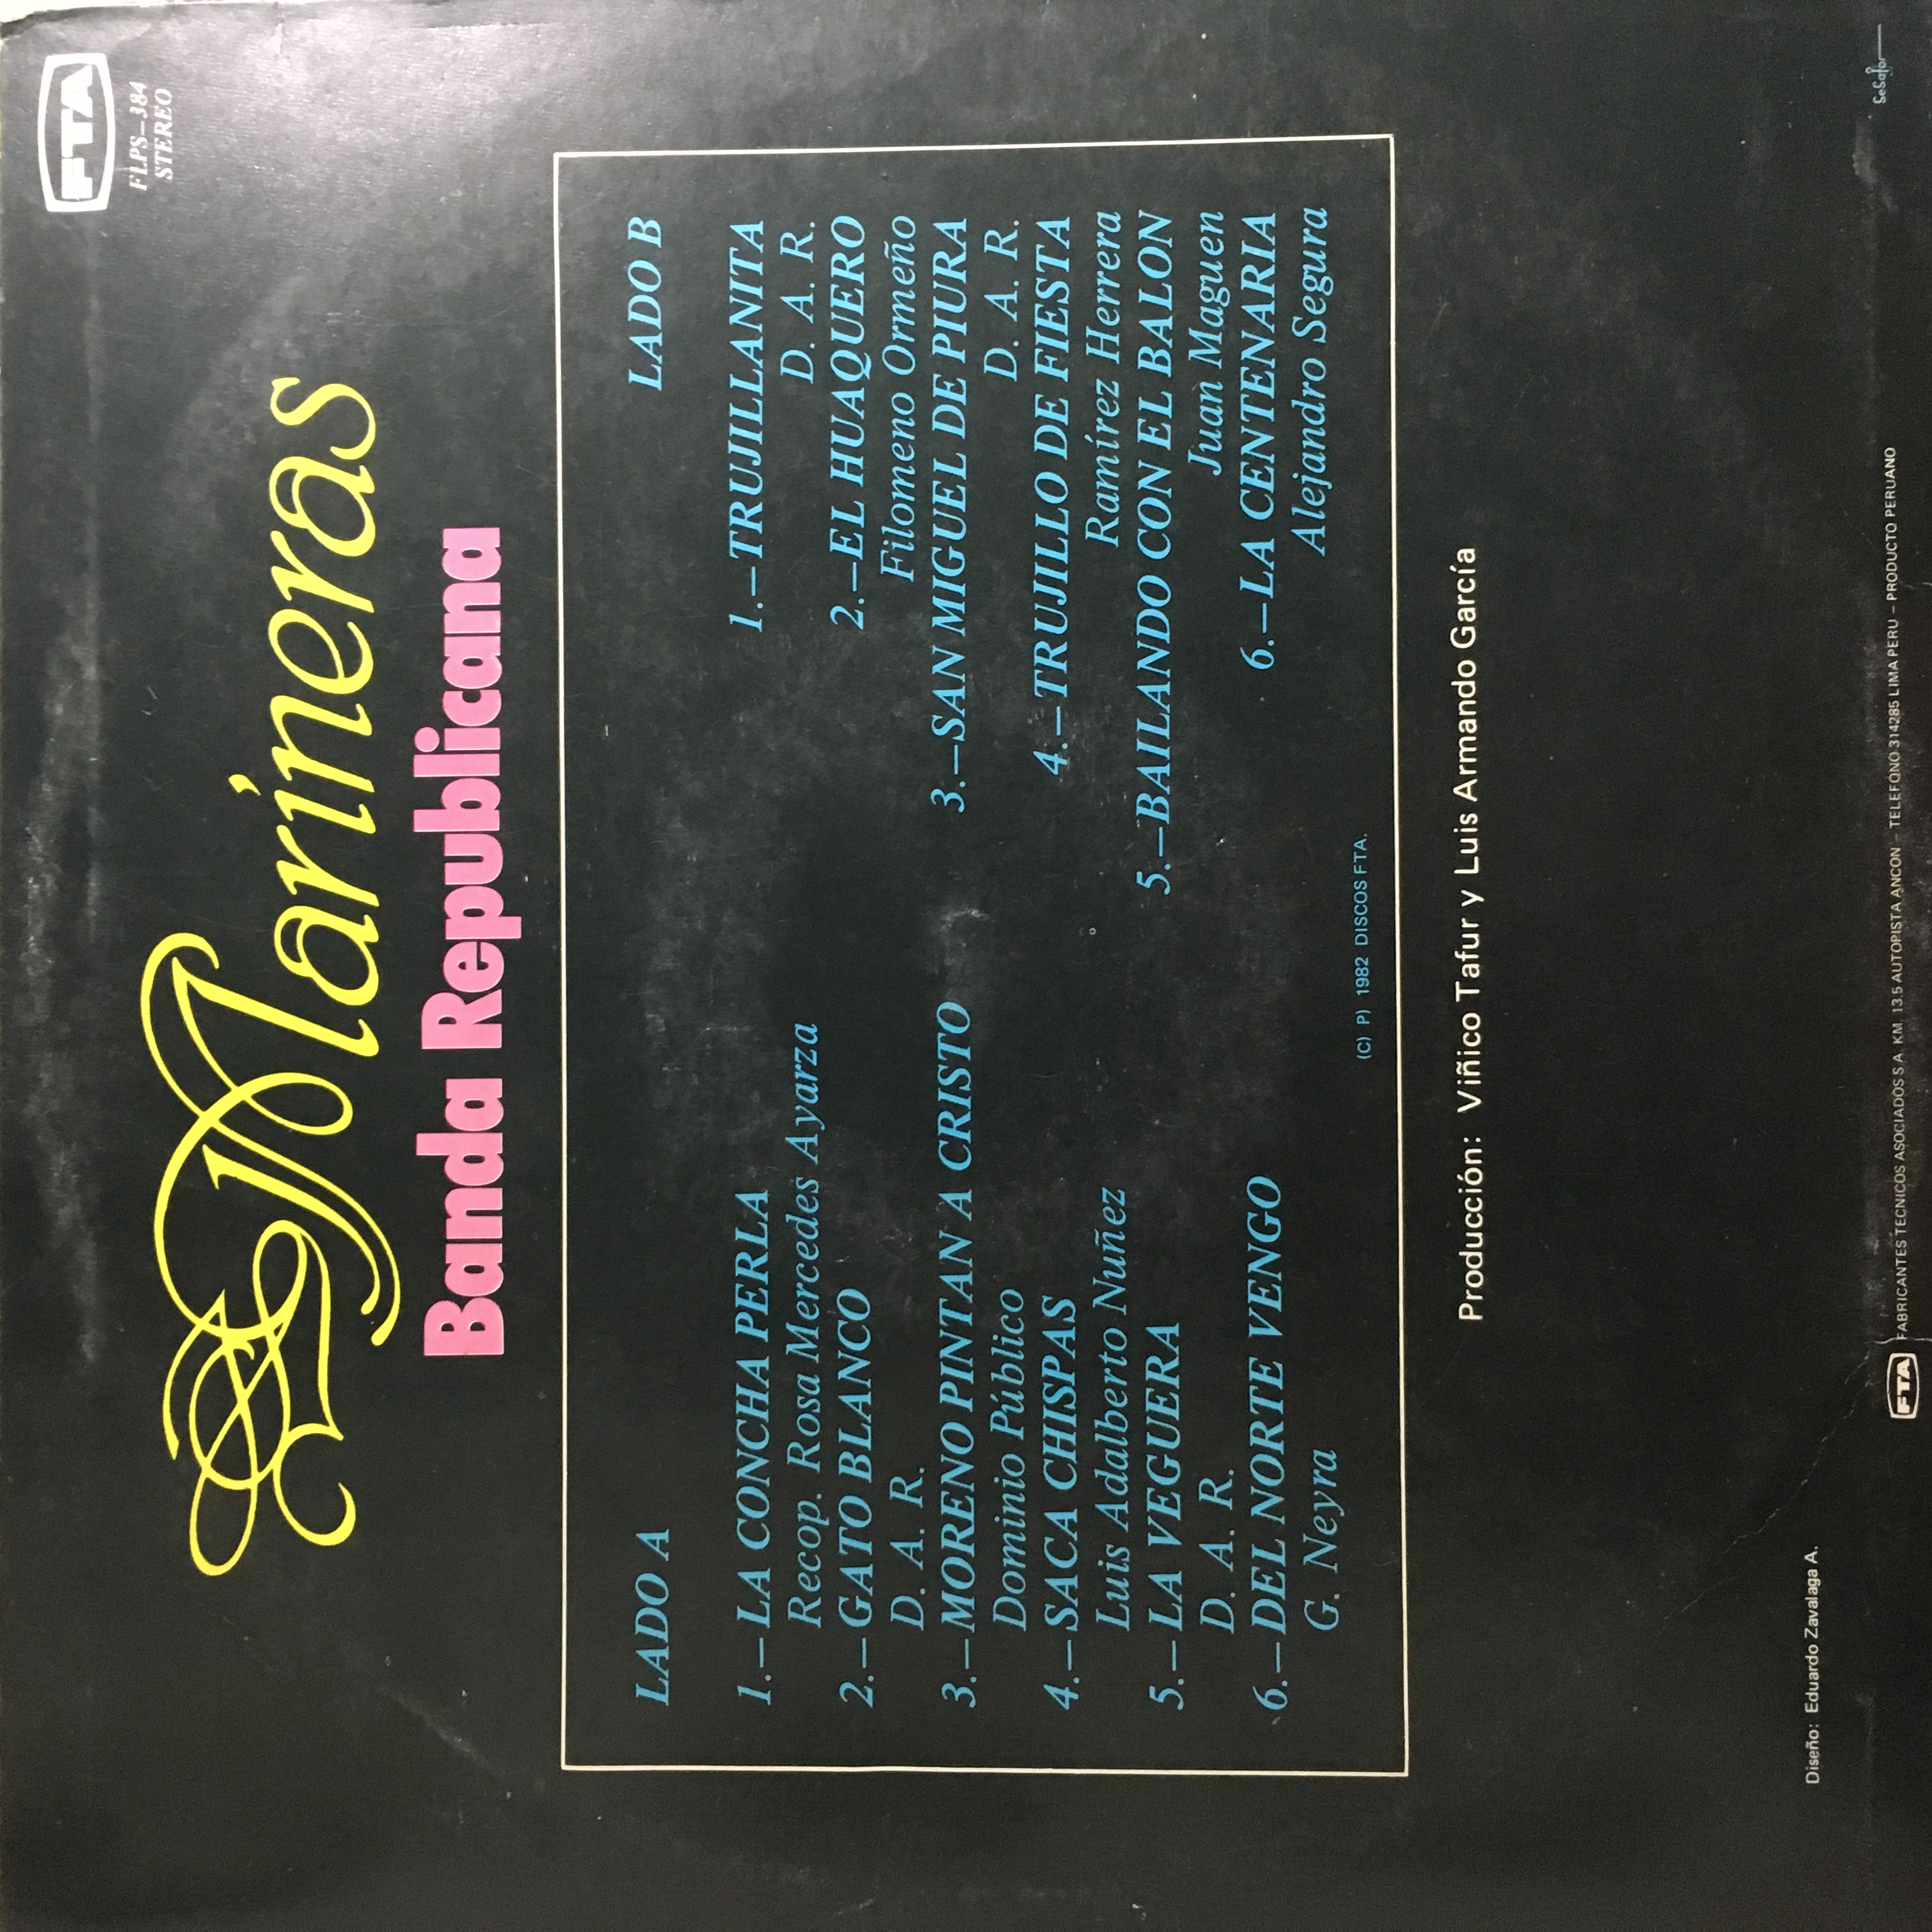 FTA
FLPS-384
STEREO
Marineras
Banda Republicana
LADO A
1.—LA CONCHA PERLA
Recop. Rosa Mercedes Ayarza
2.—GATO BLANCO
D. A. R.
3.—MORENO PINTAN A CRISTO
Dominio Público
4.—SACA CHISPAS
Luis Adalberto Nuñez
5.—LA VEGUERA
D. A. R.
6.—DEL NORTE VENGO
G. Neyra
LADO B
1.—TRUJILLANITA
D. A. R.
2.—EL HUAQUERO
Filomeno Ormeño
3.—SAN MIGUEL DE PIURA
D. A. R.
4.—TRUJILLO DE FIESTA
Ramírez Herrera
5.—BAILANDO CON EL BALON
Juan Maguen
6.—LA CENTENARIA
Alejandro Segura
(C) P) 1982 DISCOS FTA.
Producción: Viñico Tafur y Luis Armando García
Diseño: Eduardo Zavalaga A.
FTA FABRICANTES TECNICOS ASOCIADOS S.A. KM. 13.5 AUTOPISTA ANCON - TELEFONO 314285 LIMA PERU - PRODUCTO PERUANO